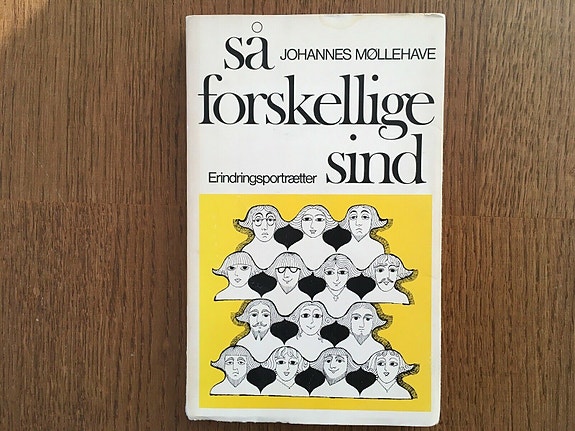 så JOHANNES MØLLEHAVE
forskellige
Erindringsportrætter sind